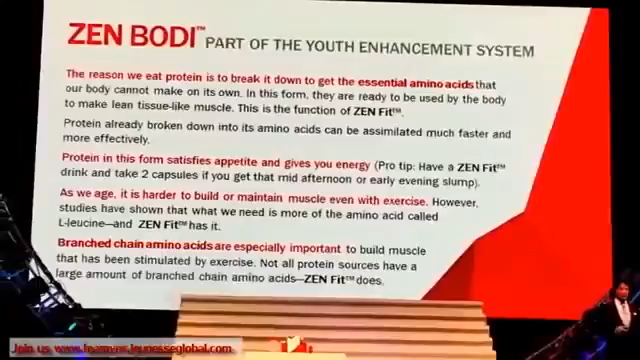 ZEN BODI™ PART OF THE YOUTH ENHANCEMENT SYSTEM
The reason we eat protein is to break it down to get the essential amino acids that
our body cannot make on its own. In this form, they are ready to be used by the body
to make lean tissue-like muscle. This is the function of ZEN Fit™.
Protein already broken down into its amino acids can be assimilated much faster and
more effectively.
Protein in this form satisfies appetite and gives you energy (Pro tip: Have a ZEN Fit™
drink and take 2 capsules if you get that mid afternoon or early evening slump).
As we age, it is harder to build or maintain muscle even with exercise. However,
studies have shown that what we need is more of the amino acid called
L-leucine—and ZEN Fit™ has it.
Branched chain amino acids are especially important to build muscle
that has been stimulated by exercise. Not all protein sources have a
large amount of branched chain amino acids—ZEN Fit™ does.
Join us